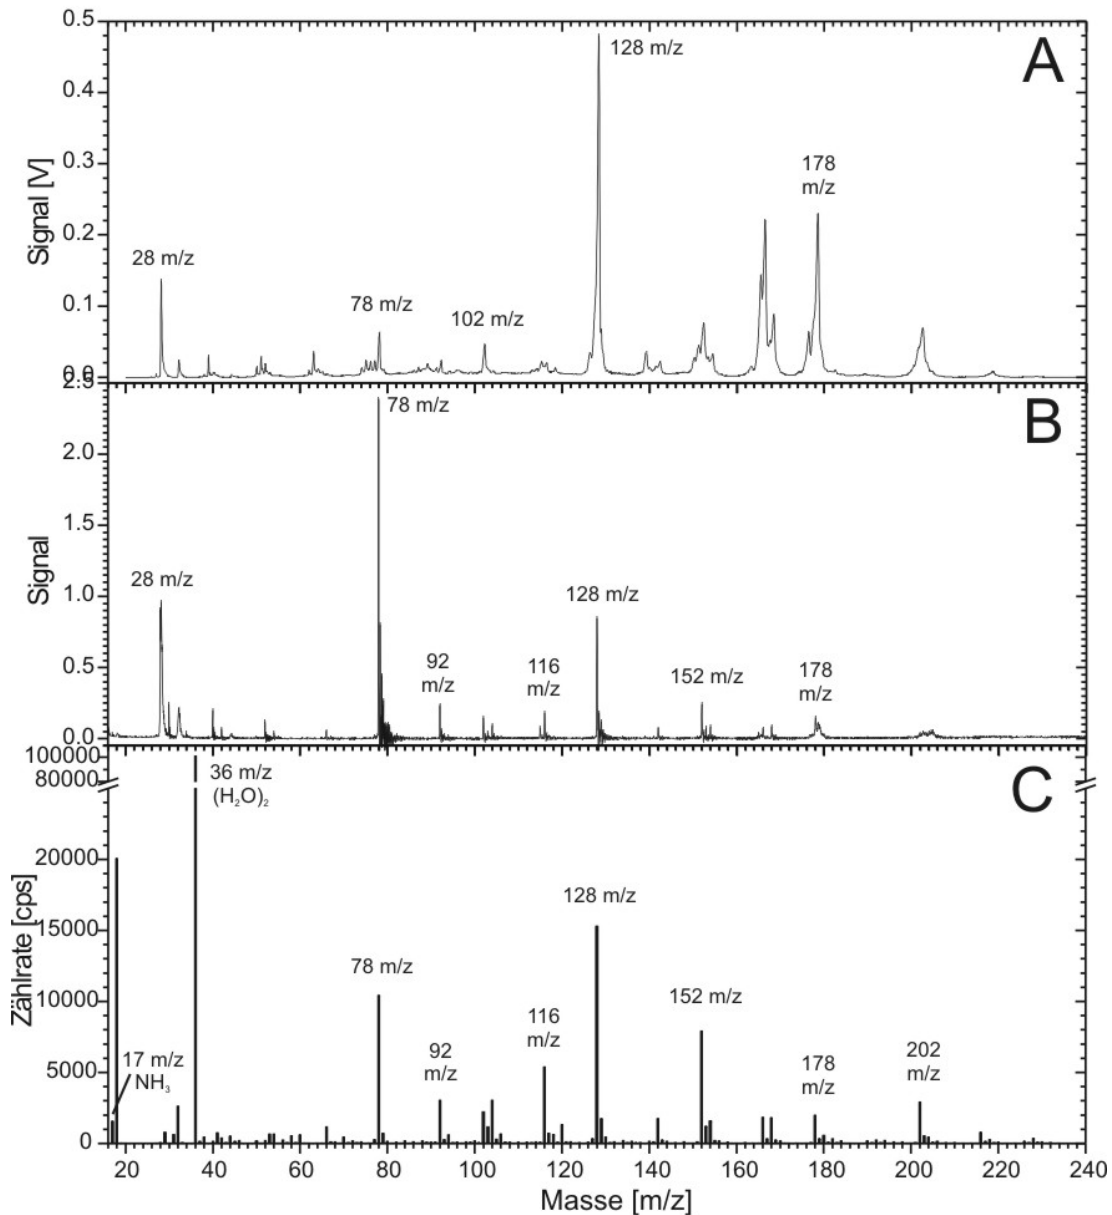 0.5
A
128 m/z
0.4
178
m/z
0.3
Signal [V]
0.2
28 m/z
78 m/z
102 m/z
0.1
0.0
2.5
78 m/z
B
2.0
1.5
Signal
28 m/z
1.0
128 m/z
92
m/z
116
m/z
152 m/z
178
m/z
0.5
0.0
100000
80000
36 m/z
(H₂O)₂
C
20000
Zählrate [cps]
15000
128 m/z
78 m/z
152 m/z
10000
116
m/z
92
m/z
17 m/z
NH₃
178
m/z
202
m/z
5000
0
20 40 60 80 100 120 140 160 180 200 220 240
Masse [m/z]